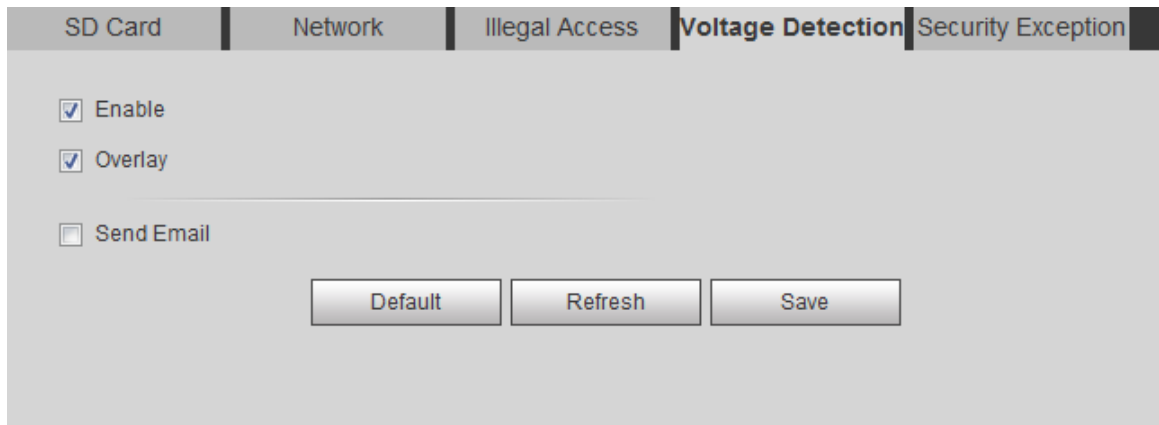 SD Card Network Illegal Access Voltage Detection Security Exception
Enable
Overlay
Send Email
Default Refresh Save